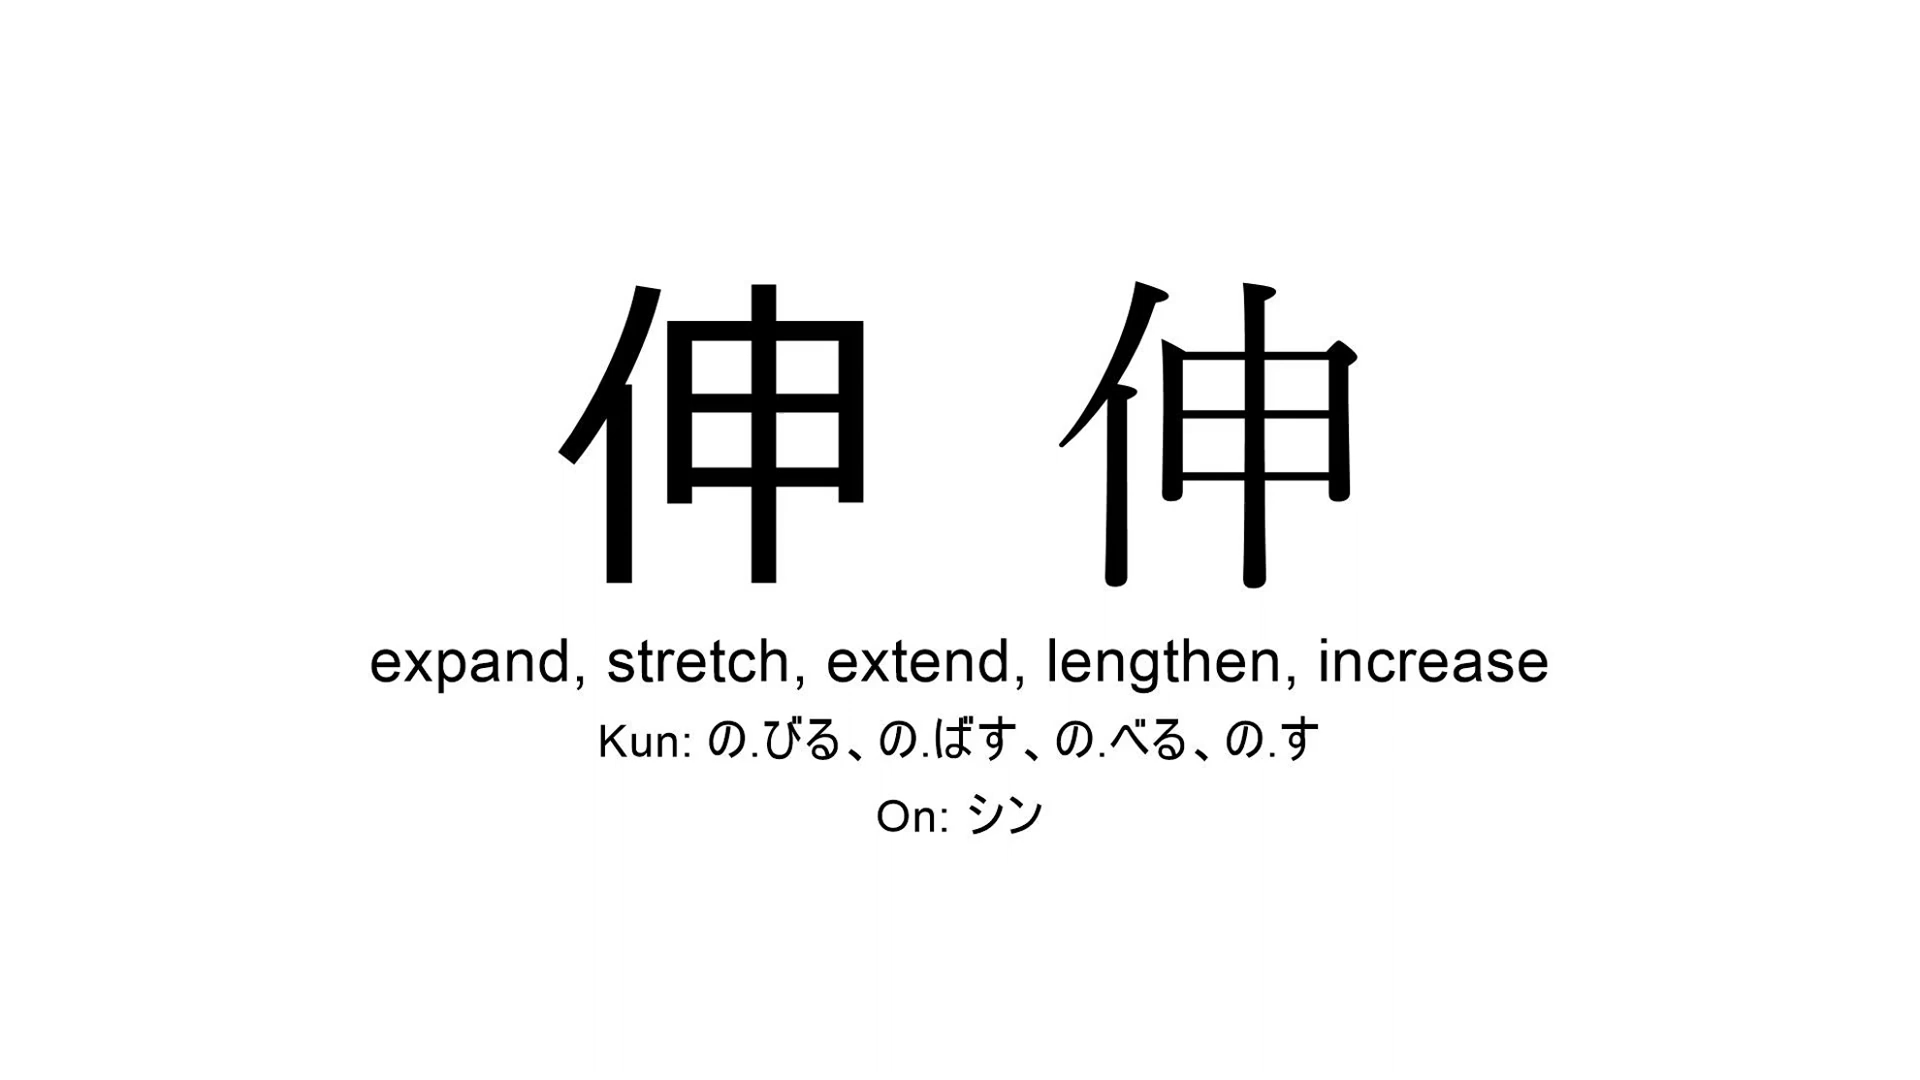 伸 伸
expand, stretch, extend, lengthen, increase
Kun: の.びる、の.ばす、の.べる、の.す
On: シン